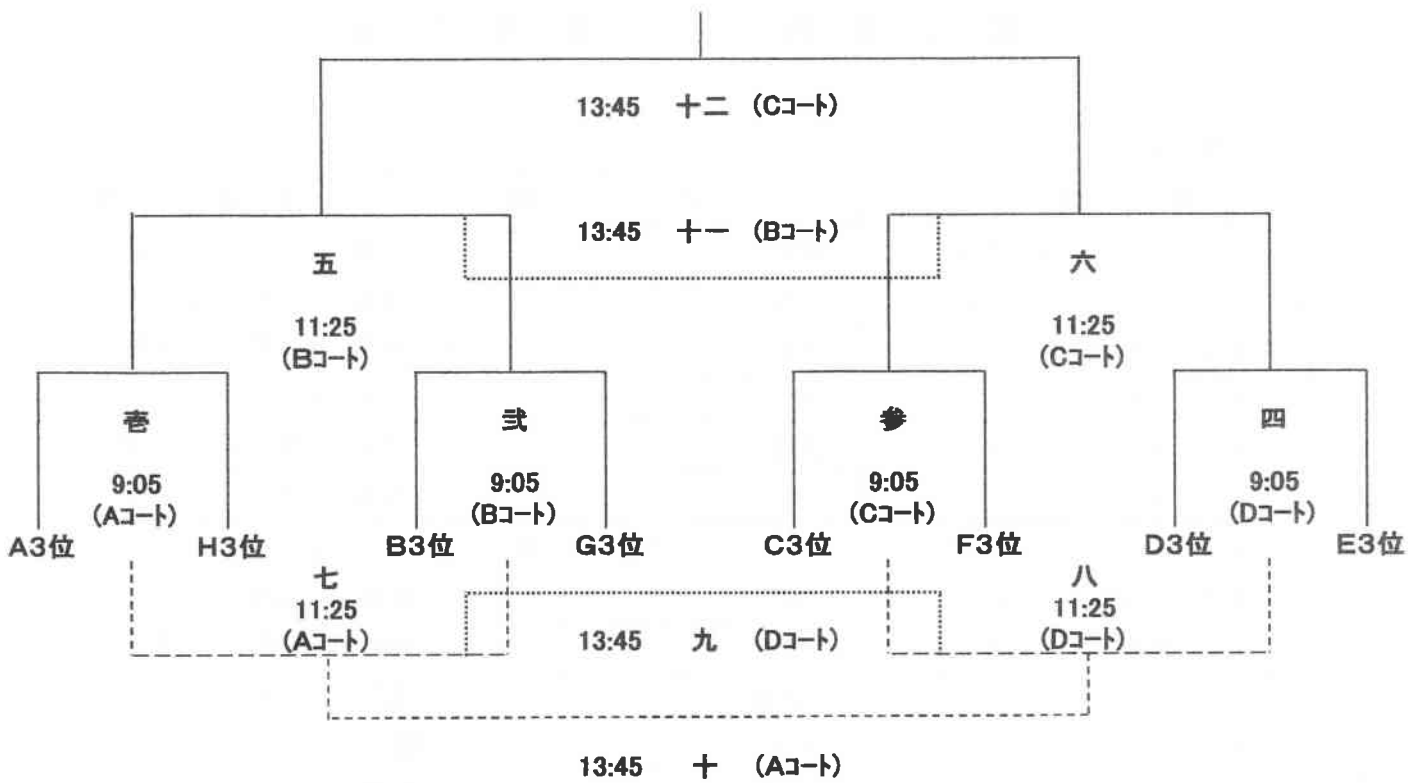 13:45 十二 (Cコート)
13:45 十一 (Bコート)
五
11:25
(Bコート)
六
11:25
(Cコート)
壱
9:05
(Aコート)
弐
9:05
(Bコート)
参
9:05
(Cコート)
四
9:05
(Dコート)
A3位 H3位 B3位 G3位 C3位 F3位 D3位 E3位
七
11:25
(Aコート)
八
11:25
(Dコート)
13:45 九 (Dコート)
13:45 十 (Aコート)